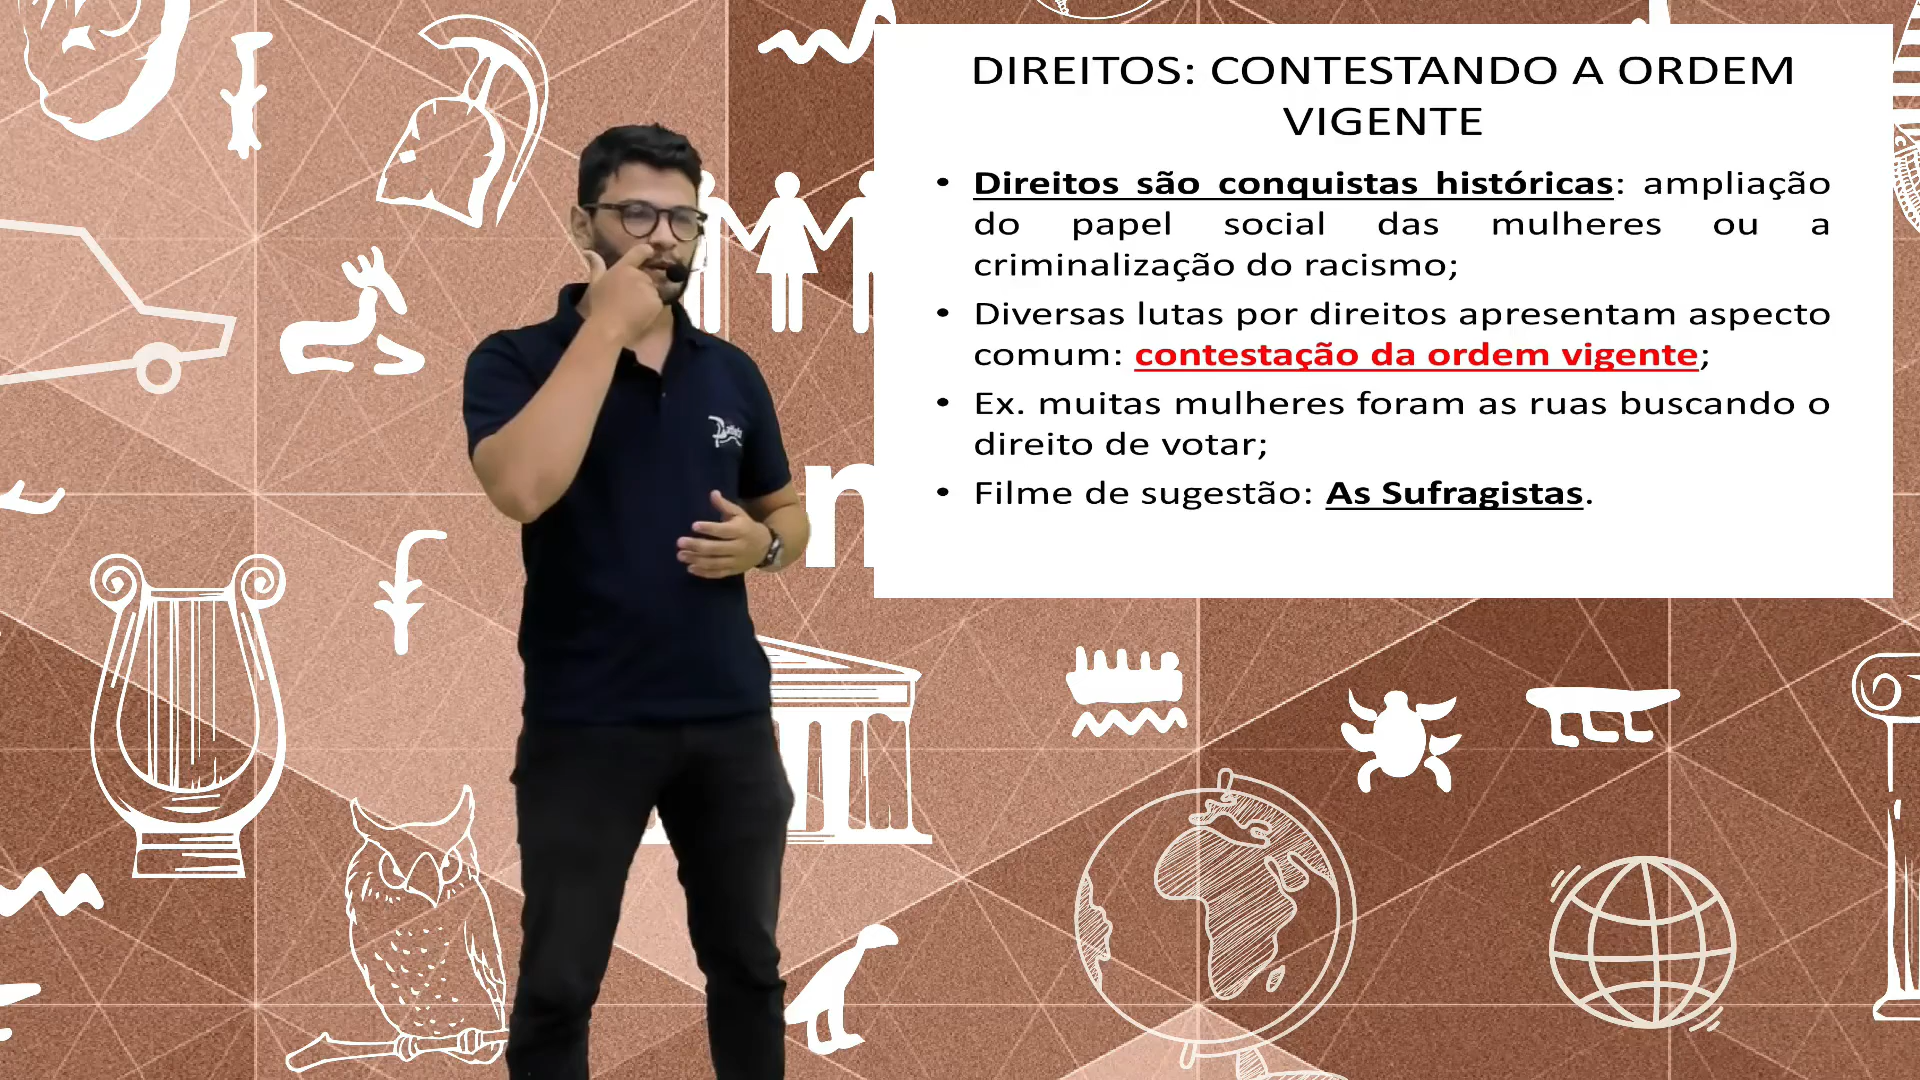 DIREITOS: CONTESTANDO A ORDEM
VIGENTE
• Direitos são conquistas históricas: ampliação
do papel social das mulheres ou a
criminalização do racismo;
• Diversas lutas por direitos apresentam aspecto
comum: contestação da ordem vigente;
• Ex. muitas mulheres foram as ruas buscando o
direito de votar;
• Filme de sugestão: As Sufragistas.